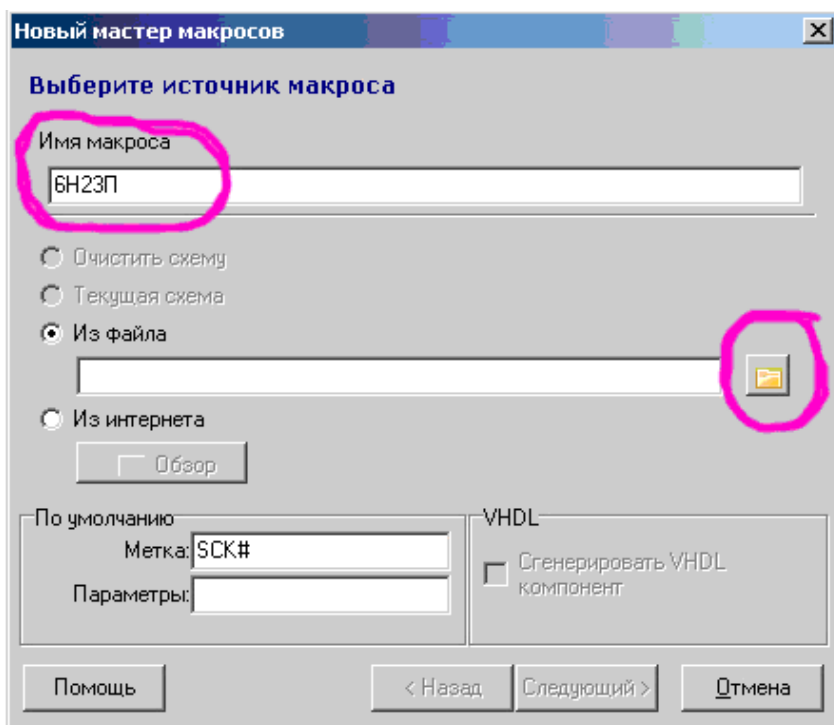 Новый мастер макросов
Выберите источник макроса
Имя макроса
6Н23П
Очистить схему
Текущая схема
Из файла
Из интернета
Обзор
По умолчанию
Метка: SCK#
Параметры:
VHDL
Сгенерировать VHDL
компонент
Помощь
< Назад
Следующий >
Отмена